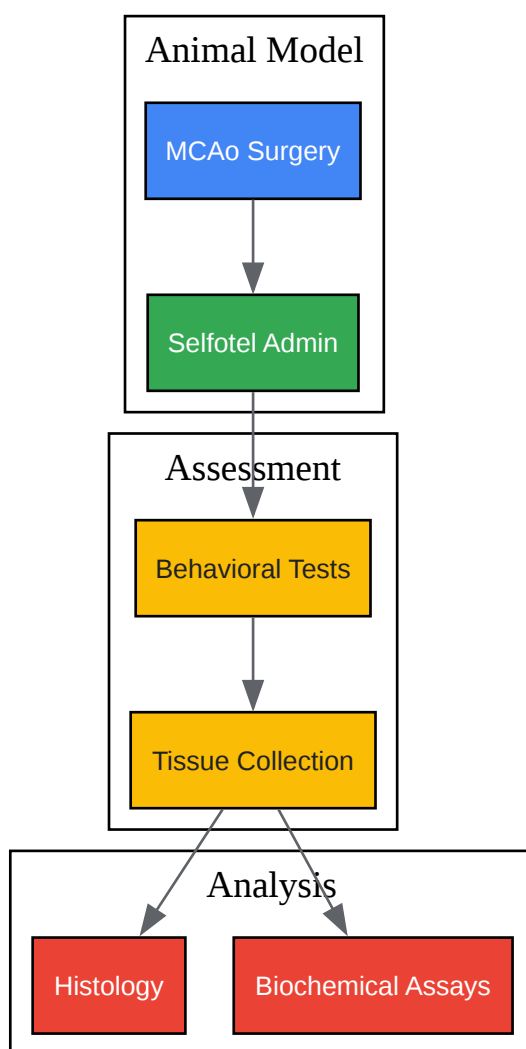 Animal Model
MCAo Surgery
Selfotel Admin
Assessment
Behavioral Tests
Tissue Collection
Analysis
Histology
Biochemical Assays